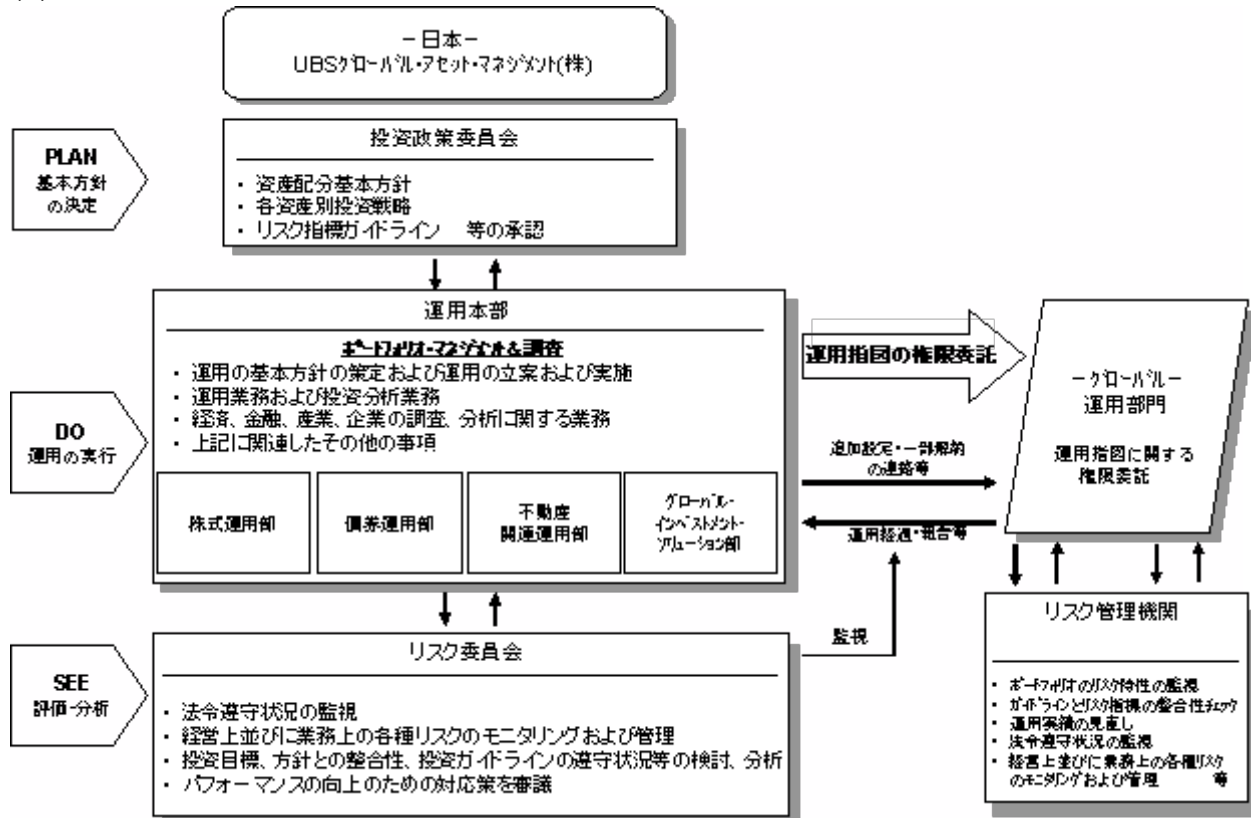 －日本－
UBSｸﾞﾛｰﾊﾞﾙ･ｱｾｯﾄ･ﾏﾈｼﾞﾒﾝﾄ(株)
PLAN
基本方針
の決定
投資政策委員会
・ 資産配分基本方針
・ 各資産別投資戦略
・ リスク指標ガイドライン 等の承認
DO
運用の実行
運用本部
ﾎﾟｰﾄﾌｫﾘｵ･ﾏﾈｼﾞﾒﾝﾄ&調査
・ 運用の基本方針の策定および運用の立案および実施
・ 運用業務および投資分析業務
・ 経済、金融、産業、企業の調査、分析に関する業務
・ 上記に関連したその他の事項
株式運用部
債券運用部
不動産
関連運用部
ｸﾞﾛｰﾊﾞﾙ･
ｲﾝﾍﾞｽﾄﾒﾝﾄ･
ｿﾘｭｰｼｮﾝ部
運用指図の権限委託
追加設定・一部解約
の連絡等
運用経過・報告等
－ｸﾞﾛｰﾊﾞﾙ－
運用部門
運用指図に関する
権限委託
SEE
評価･分析
リスク委員会
・ 法令遵守状況の監視
・ 経営上並びに業務上の各種リスクのモニタリングおよび管理
・ 投資目標、方針との整合性、投資ガイドラインの遵守状況等の検討、分析
・ パフォーマンスの向上のための対応策を審議
監視
リスク管理機関
・ ﾎﾟｰﾄﾌｫﾘｵのﾘｽｸ特性の監視
・ ｶﾞｲﾄﾞﾗｲﾝとﾘｽｸ指標の整合性ﾁｪｯｸ
・ 運用実績の見直し
・ 法令遵守状況の監視
・ 経営上並びに業務上の各種ﾘｽｸ
のﾓﾆﾀﾘﾝｸﾞおよび管理 等